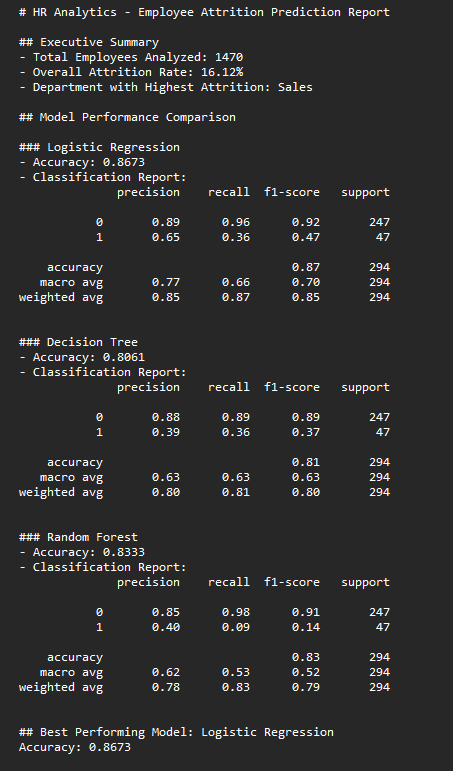 # HR Analytics - Employee Attrition Prediction Report
## Executive Summary
- Total Employees Analyzed: 1470
- Overall Attrition Rate: 16.12%
- Department with Highest Attrition: Sales
## Model Performance Comparison
### Logistic Regression
- Accuracy: 0.8673
- Classification Report:
precision recall f1-score support
0 0.89 0.96 0.92 247
1 0.65 0.36 0.47 47
accuracy 0.87 294
macro avg 0.77 0.66 0.70 294
weighted avg 0.85 0.87 0.85 294
### Decision Tree
- Accuracy: 0.8061
- Classification Report:
precision recall f1-score support
0 0.88 0.89 0.89 247
1 0.39 0.36 0.37 47
accuracy 0.81 294
macro avg 0.63 0.63 0.63 294
weighted avg 0.80 0.81 0.80 294
### Random Forest
- Accuracy: 0.8333
- Classification Report:
precision recall f1-score support
0 0.85 0.98 0.91 247
1 0.40 0.09 0.14 47
accuracy 0.83 294
macro avg 0.62 0.53 0.52 294
weighted avg 0.78 0.83 0.79 294
## Best Performing Model: Logistic Regression
Accuracy: 0.8673